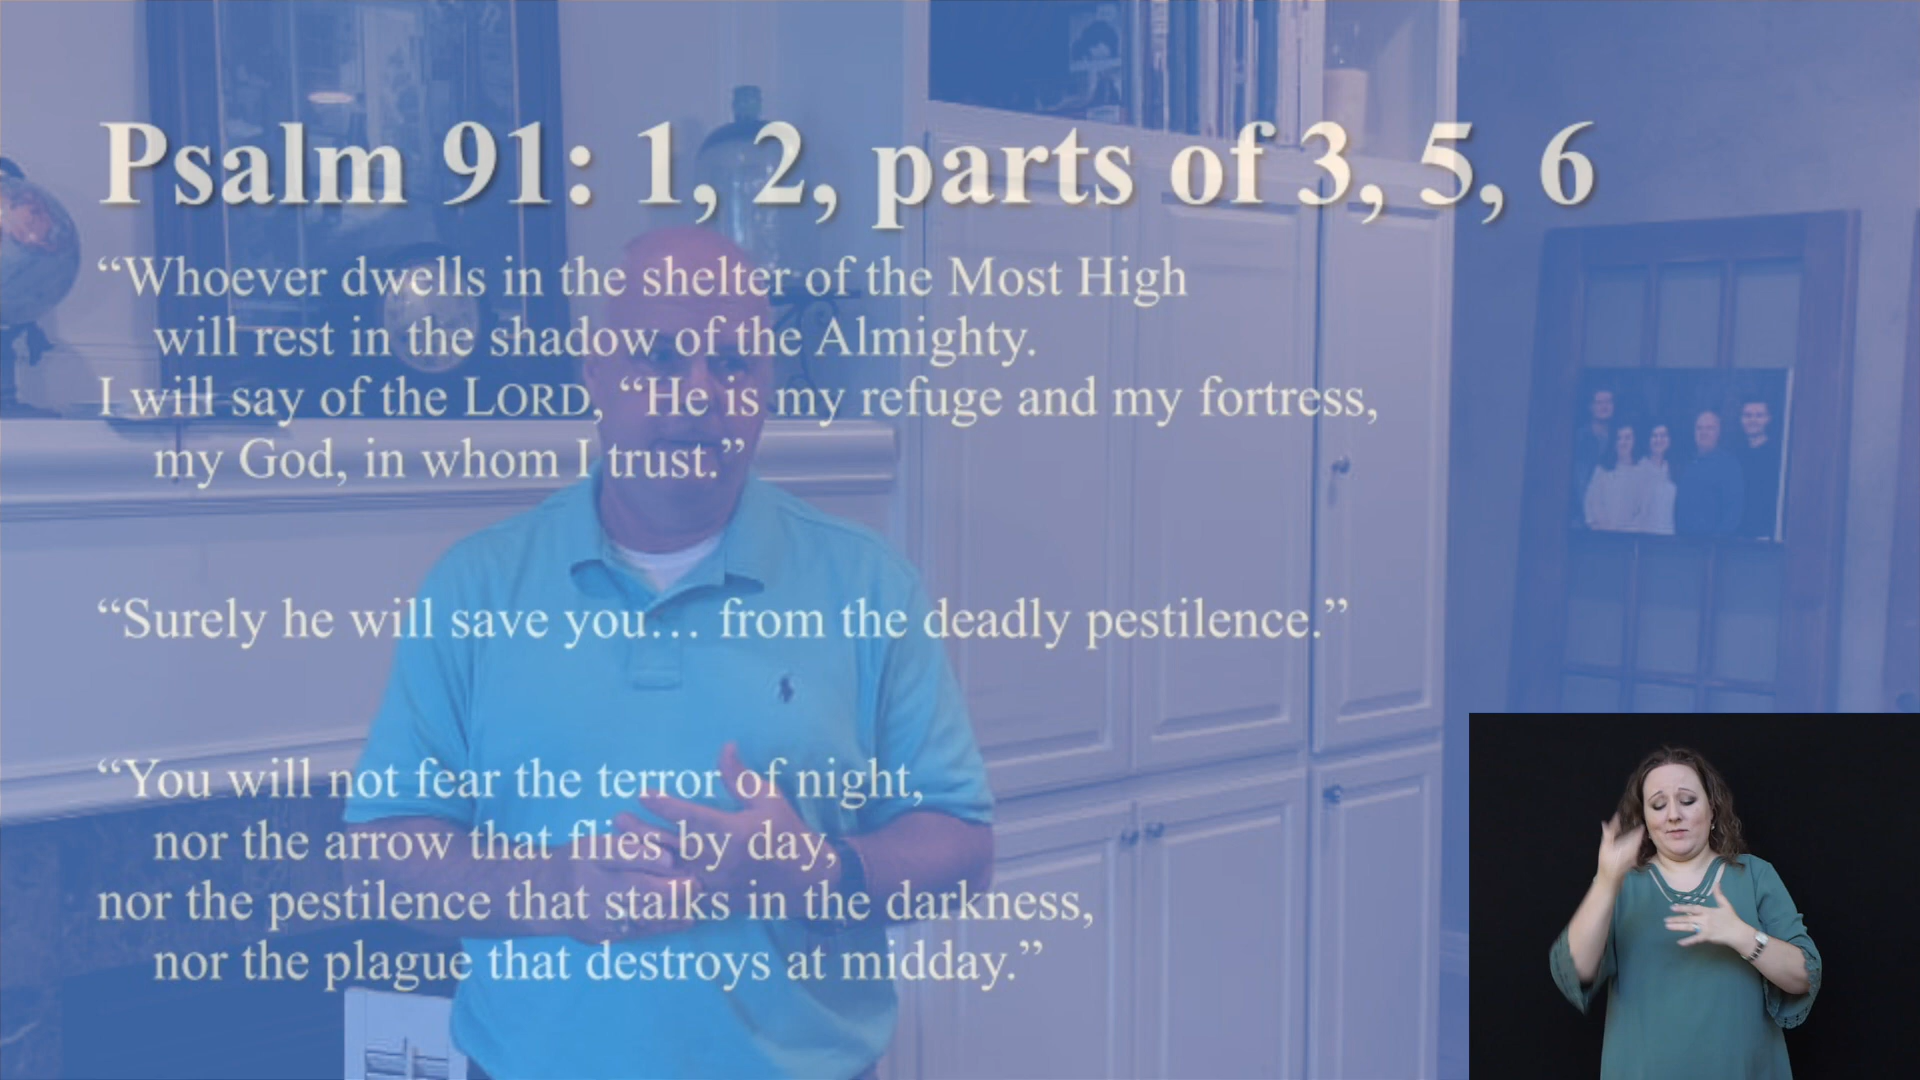 Psalm 91: 1, 2, parts of 3, 5, 6
“Whoever dwells in the shelter of the Most High
will rest in the shadow of the Almighty.
I will say of the LORD, “He is my refuge and my fortress,
my God, in whom I trust.”
“Surely he will save you… from the deadly pestilence.”
“You will not fear the terror of night,
nor the arrow that flies by day,
nor the pestilence that stalks in the darkness,
nor the plague that destroys at midday.”